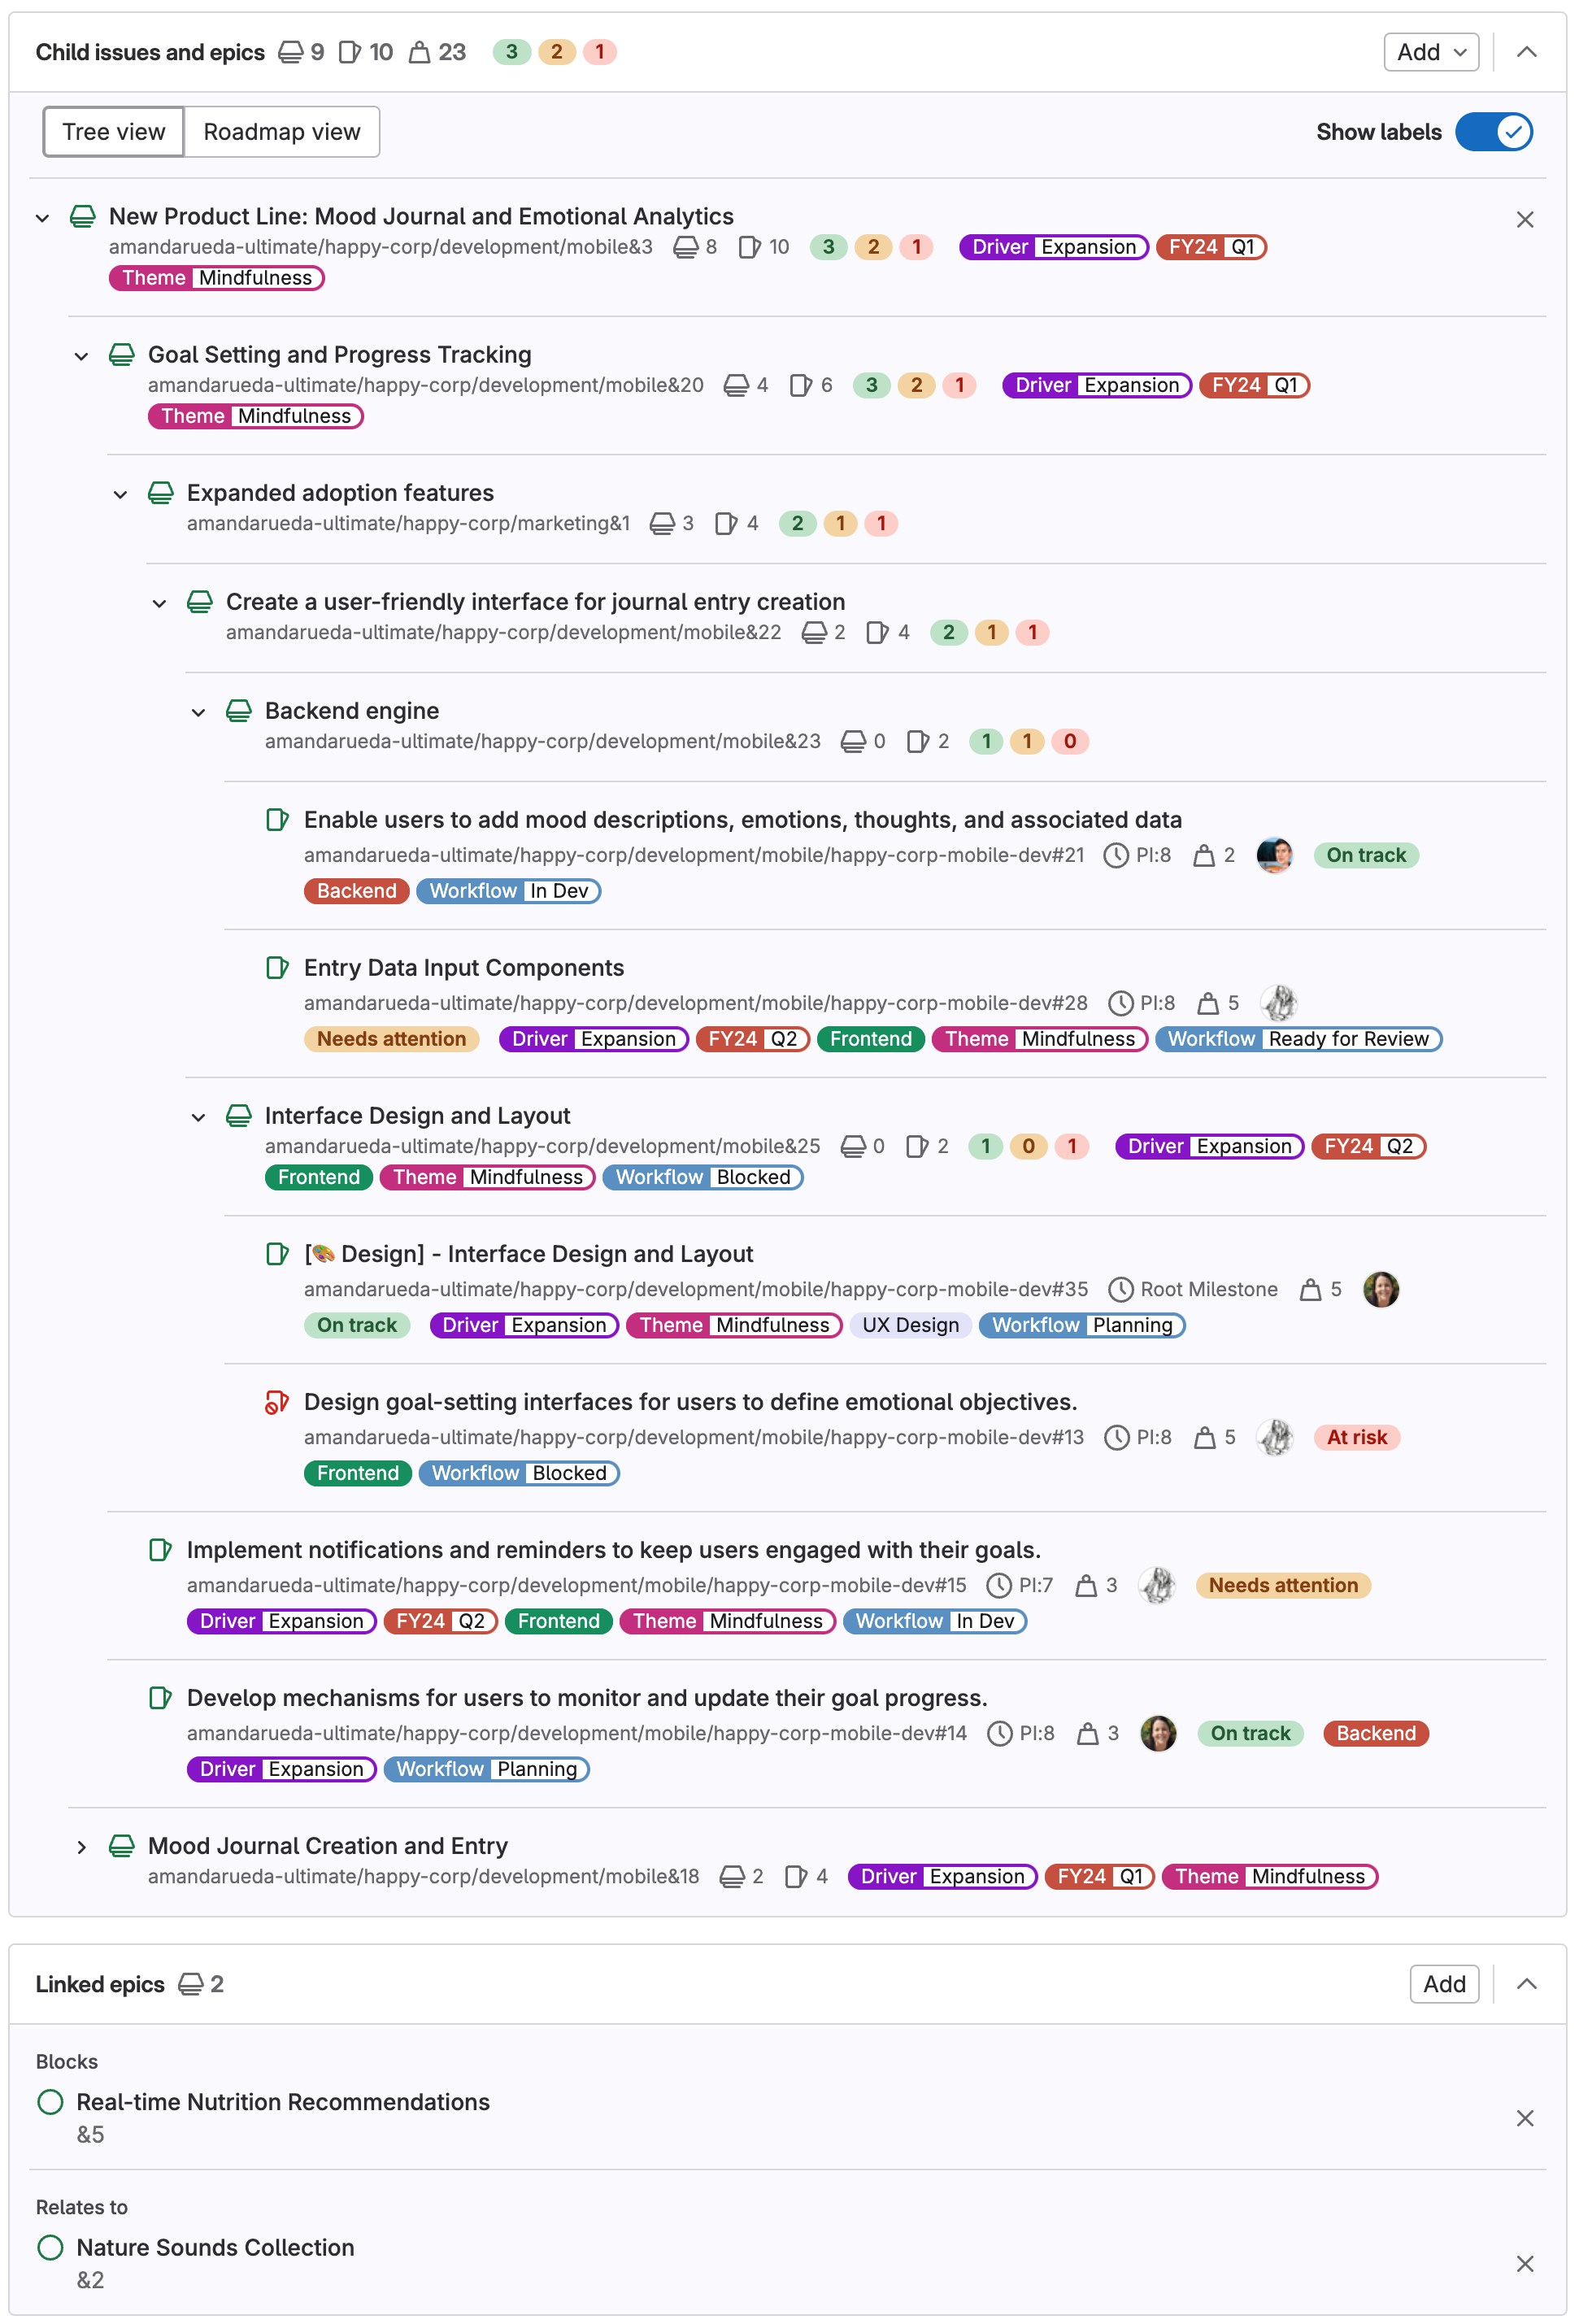 Child issues and epics 9 10 23 3 2 1 Add
Tree view Roadmap view Show labels
New Product Line: Mood Journal and Emotional Analytics
amandarueda-ultimate/happy-corp/development/mobile&3 8 10 3 2 1 Driver Expansion FY24 Q1
Theme Mindfulness
Goal Setting and Progress Tracking
amandarueda-ultimate/happy-corp/development/mobile&20 4 6 3 2 1 Driver Expansion FY24 Q1
Theme Mindfulness
Expanded adoption features
amandarueda-ultimate/happy-corp/marketing&1 3 4 2 1 1
Create a user-friendly interface for journal entry creation
amandarueda-ultimate/happy-corp/development/mobile&22 2 4 2 1 1
Backend engine
amandarueda-ultimate/happy-corp/development/mobile&23 0 2 1 1 0
Enable users to add mood descriptions, emotions, thoughts, and associated data
amandarueda-ultimate/happy-corp/development/mobile/happy-corp-mobile-dev#21 PI:8 2 On track
Backend Workflow In Dev
Entry Data Input Components
amandarueda-ultimate/happy-corp/development/mobile/happy-corp-mobile-dev#28 PI:8 5
Needs attention Driver Expansion FY24 Q2 Frontend Theme Mindfulness Workflow Ready for Review
Interface Design and Layout
amandarueda-ultimate/happy-corp/development/mobile&25 0 2 1 0 1 Driver Expansion FY24 Q2
Frontend Theme Mindfulness Workflow Blocked
[🎨 Design] - Interface Design and Layout
amandarueda-ultimate/happy-corp/development/mobile/happy-corp-mobile-dev#35 Root Milestone 5
On track Driver Expansion Theme Mindfulness UX Design Workflow Planning
Design goal-setting interfaces for users to define emotional objectives.
amandarueda-ultimate/happy-corp/development/mobile/happy-corp-mobile-dev#13 PI:8 5 At risk
Frontend Workflow Blocked
Implement notifications and reminders to keep users engaged with their goals.
amandarueda-ultimate/happy-corp/development/mobile/happy-corp-mobile-dev#15 PI:7 3 Needs attention
Driver Expansion FY24 Q2 Frontend Theme Mindfulness Workflow In Dev
Develop mechanisms for users to monitor and update their goal progress.
amandarueda-ultimate/happy-corp/development/mobile/happy-corp-mobile-dev#14 PI:8 3 On track Backend
Driver Expansion Workflow Planning
Mood Journal Creation and Entry
amandarueda-ultimate/happy-corp/development/mobile&18 2 4 Driver Expansion FY24 Q1 Theme Mindfulness
Linked epics 2 Add
Blocks
Real-time Nutrition Recommendations
&5
Relates to
Nature Sounds Collection
&2